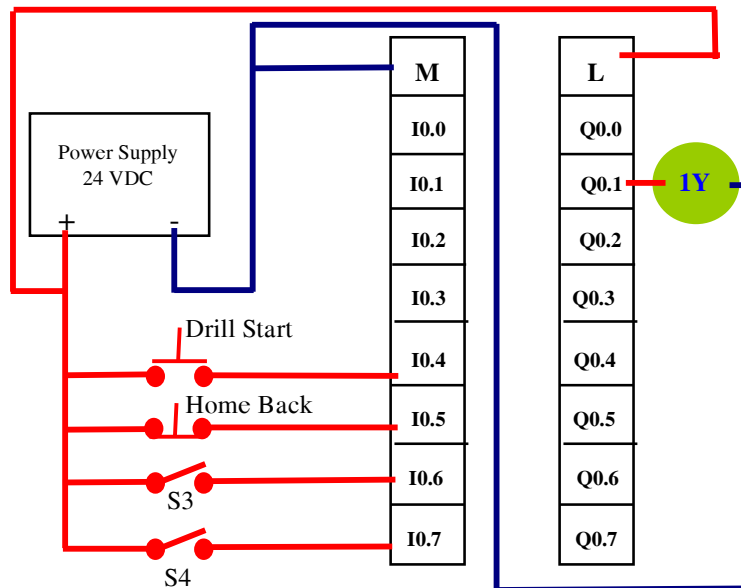 Power Supply
24 VDC
+ -
M
I0.0
I0.1
I0.2
I0.3
I0.4
I0.5
I0.6
I0.7
L
Q0.0
Q0.1
Q0.2
Q0.3
Q0.4
Q0.5
Q0.6
Q0.7
1Y
Drill Start
Home Back
S3
S4